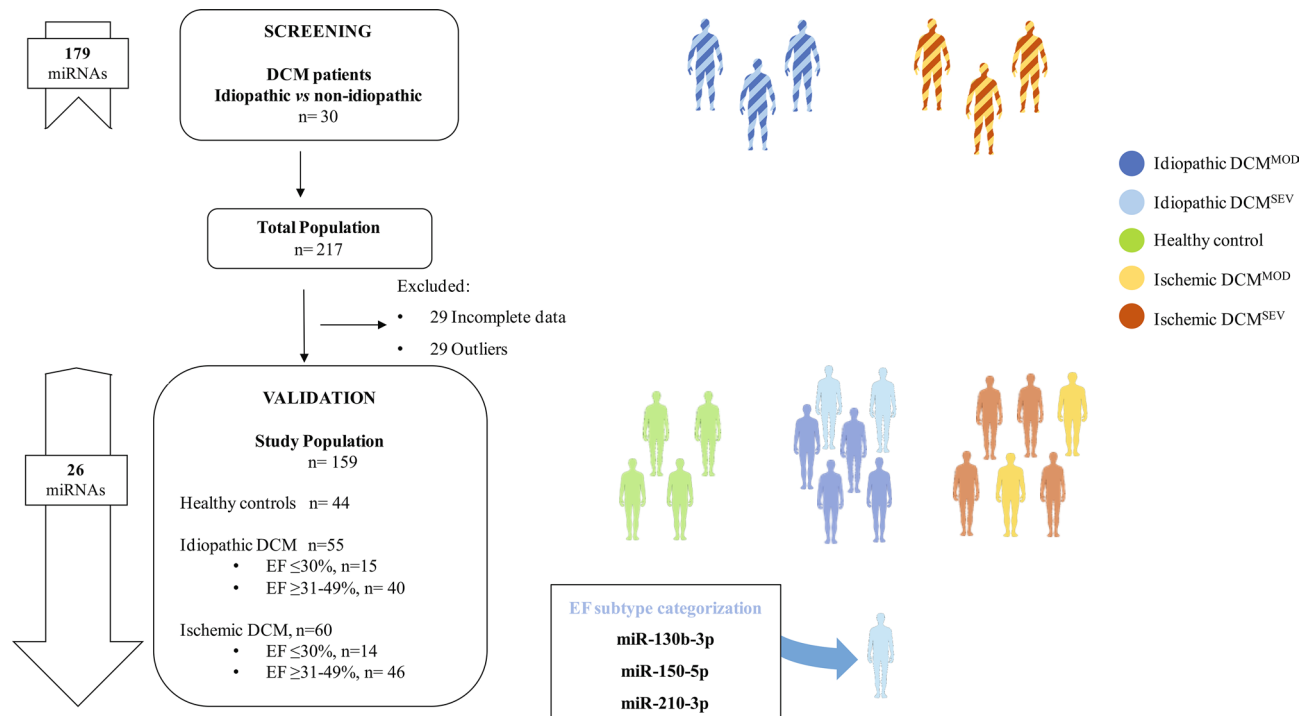 179
miRNAs
SCREENING
DCM patients
Idiopathic vs non-idiopathic
n= 30
Total Population
n= 217
Excluded:
• 29 Incomplete data
• 29 Outliers
26
miRNAs
VALIDATION
Study Population
n= 159
Healthy controls n= 44
Idiopathic DCM n=55
• EF ≤30%, n=15
• EF ≥31-49%, n= 40
Ischemic DCM, n=60
• EF ≤30%, n=14
• EF ≥31-49%, n= 46
Idiopathic DCMᴹᴼᴰ
Idiopathic DCMˢᴱⱽ
Healthy control
Ischemic DCMᴹᴼᴰ
Ischemic DCMˢᴱⱽ
EF subtype categorization
miR-130b-3p
miR-150-5p
miR-210-3p